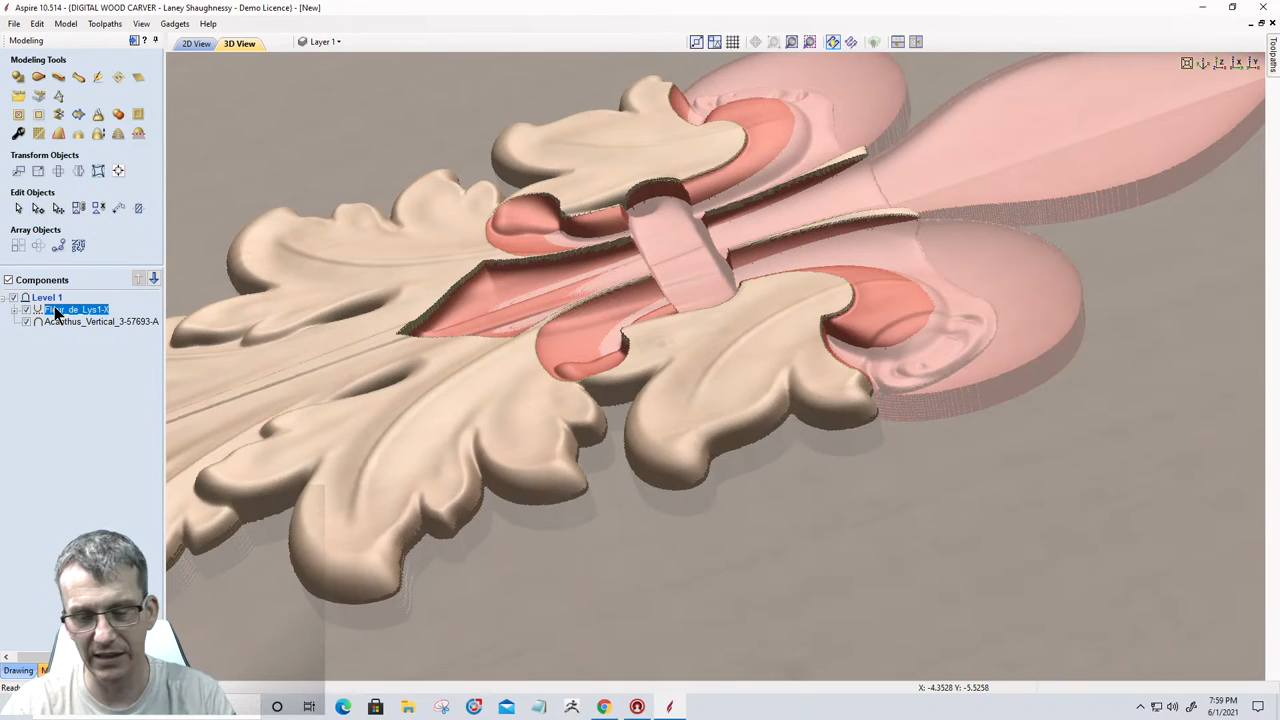 Aspire 10.514 - (DIGITAL WOOD CARVER - Laney Shaughnessy - Demo Licence) - [New]
File Edit Model Toolpaths View Gadgets Help
Modeling
2D View 3D View Layer 1
Toolpaths
Modeling Tools
Transform Objects
Edit Objects
Array Objects
Components
Level 1
de_Lys1-X
Acanthus_Vertical_3-57693-A
Drawing
X: -4.3528 Y: -5.5258
7:59 PM
6/1/2021